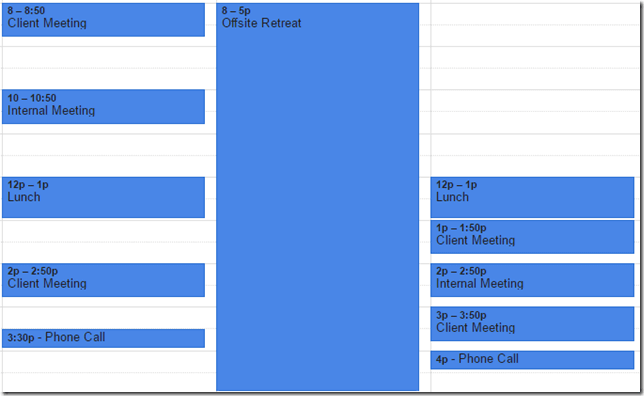 8 – 8:50
Client Meeting
10 – 10:50
Internal Meeting
12p – 1p
Lunch
2p – 2:50p
Client Meeting
3:30p - Phone Call
8 – 5p
Offsite Retreat
12p – 1p
Lunch
1p – 1:50p
Client Meeting
2p – 2:50p
Internal Meeting
3p – 3:50p
Client Meeting
4p - Phone Call